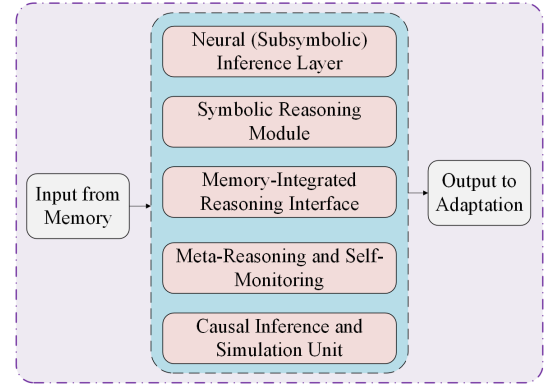 Neural (Subsymbolic)
Inference Layer
Symbolic Reasoning
Module
Input from
Memory
Memory-Integrated
Reasoning Interface
Output to
Adaptation
Meta-Reasoning and Self-
Monitoring
Causal Inference and
Simulation Unit